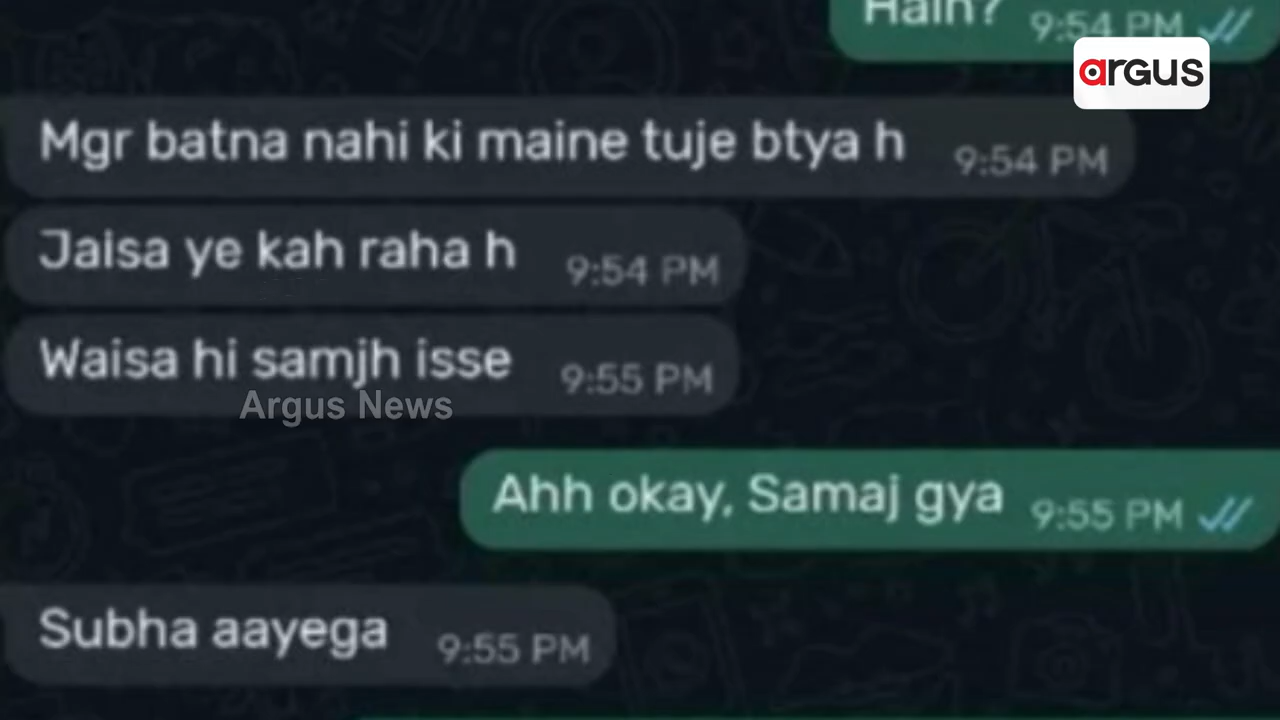 Hain? 9:54 PM
argus
Mgr batna nahi ki maine tuje btya h 9:54 PM
Jaisa ye kah raha h 9:54 PM
Waisa hi samjh isse 9:55 PM
Argus News
Ahh okay, Samaj gya 9:55 PM
Subha aayega 9:55 PM